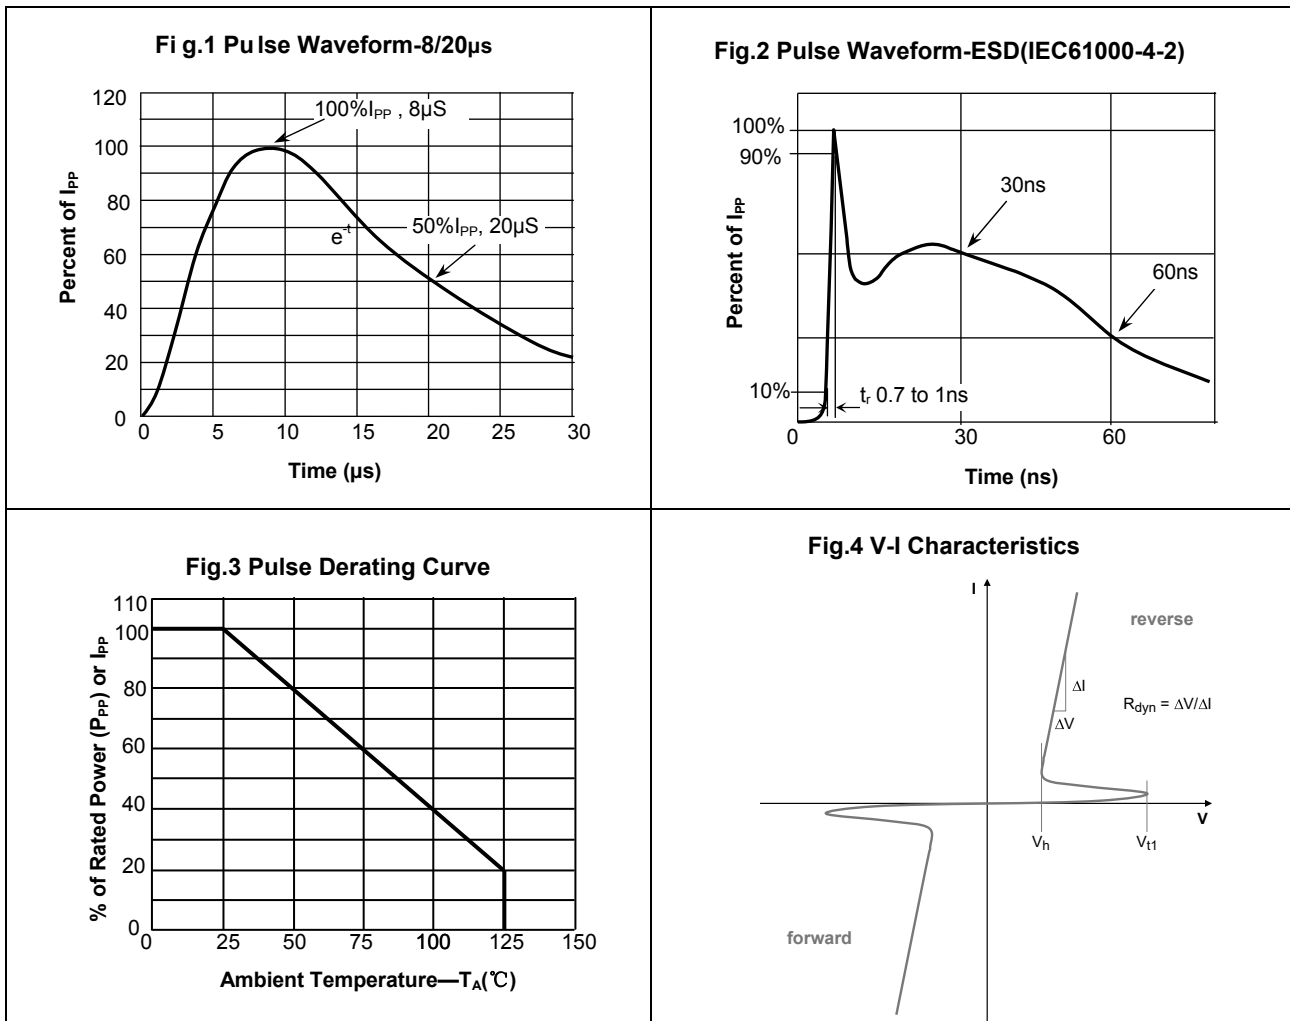 Fig.1 Pulse Waveform-8/20µs
120
100
80
60
40
20
0
Percent of IPP
100%IPP , 8µS
e-t
50%IPP, 20µS
0 5 10 15 20 25 30
Time (µs)
Fig.2 Pulse Waveform-ESD(IEC61000-4-2)
100%
90%
10%
Percent of IPP
30ns
60ns
tr 0.7 to 1ns
0 30 60
Time (ns)
Fig.3 Pulse Derating Curve
110
100
80
60
40
20
0
% of Rated Power (PPP) or IPP
0 25 50 75 100 125 150
Ambient Temperature—TA(℃)
Fig.4 V-I Characteristics
I
reverse
ΔI
Rdyn = ΔV/ΔI
ΔV
V
Vh Vt1
forward